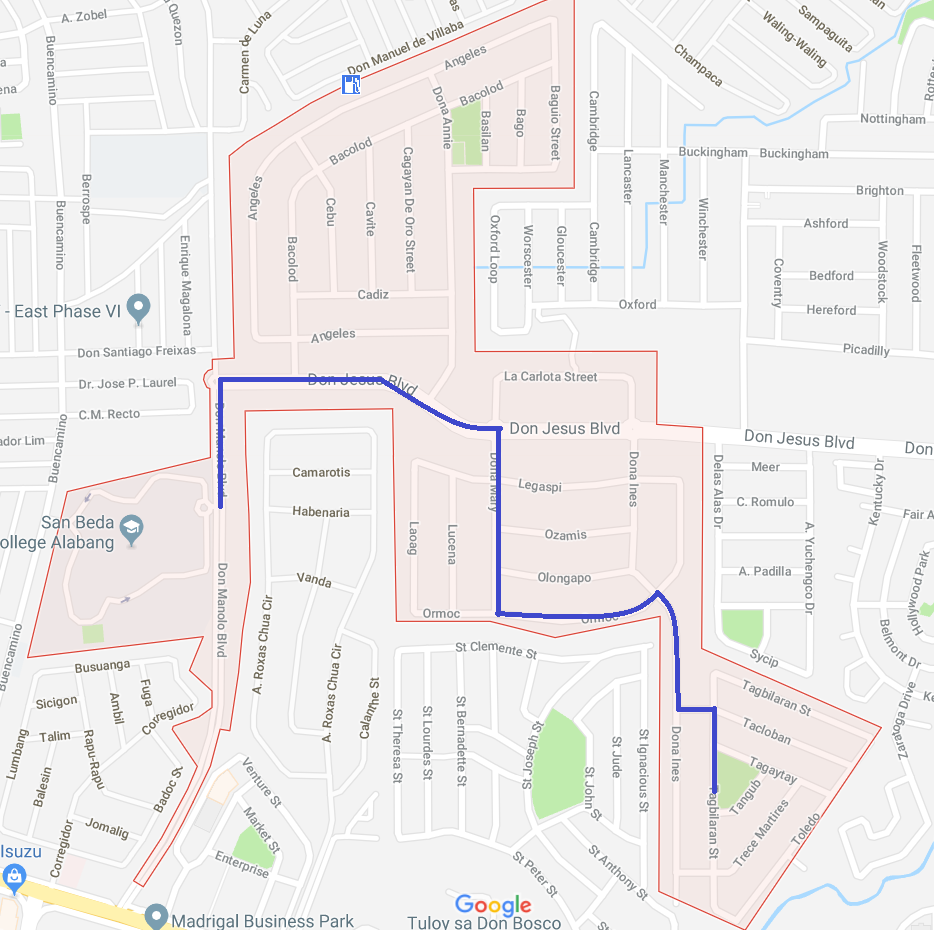 A. Zobel
Quezon
Buencamino
Carmen de Luna
Don Manuel de Villaba
Angeles
Bacolod
Dona Annie
Basilan
Bago
Baguio Street
Champaca
Waling-Waling
Sampaguita
Nottingham
Cambridge
Lancaster
Manchester
Buckingham
Buckingham
Brighton
Winchester
Ashford
Woodstock
Fleetwood
Coventry
Bedford
Hereford
Picadilly
Oxford Loop
Worscester
Gloucester
Cambridge
Oxford
Berrospe
Buencamino
Enrique Magalona
Angeles
Bacolod
Bacolod
Cebu
Cavite
Cagayan De Oro Street
Cadiz
Angeles
- East Phase VI
Don Santiago Freixas
Dr. Jose P. Laurel
C.M. Recto
ador Lim
Buencamino
Don Jesus Blvd
La Carlota Street
Don Jesus Blvd
Don Jesus Blvd
Don
Don Manolo Blvd
Dona Mary
Dona Ines
Legaspi
Ozamis
Olongapo
Laoag
Lucena
Ormoc
Ormoc
Camarotis
Habenaria
Vanda
A. Roxas Chua Cir
A. Roxas Chua Cir
Calanthe St
San Beda
ollege Alabang
Don Manolo Blvd
Delas Alas Dr
Meer
C. Romulo
A. Padilla
A. Yuchengco Dr
Sycip
Kentucky Dr
Fair A
Hollywood Park
Belmont Dr
Zaratoga Drive
Buencamino
Busuanga
Sicigon
Talim
Ambil
Fuga
Corregidor
Lumbang
Balesin
Rapu-Rapu
Badoc St
Jomalig
Corregidor
St Clemente St
St Theresa St
St Lourdes St
St Bernadette St
St Joseph St
St John St
St Jude
St Ignacious St
St Anthony St
St Peter St
Dona Ines
Tagbilaran St
Tacloban
Tagaytay
Tangub
Tagbilaran St
Trece Martires
Toledo
Venture St
Market St
Enterprise
Isuzu
Madrigal Business Park
Google
Tuloy sa Don Bosco